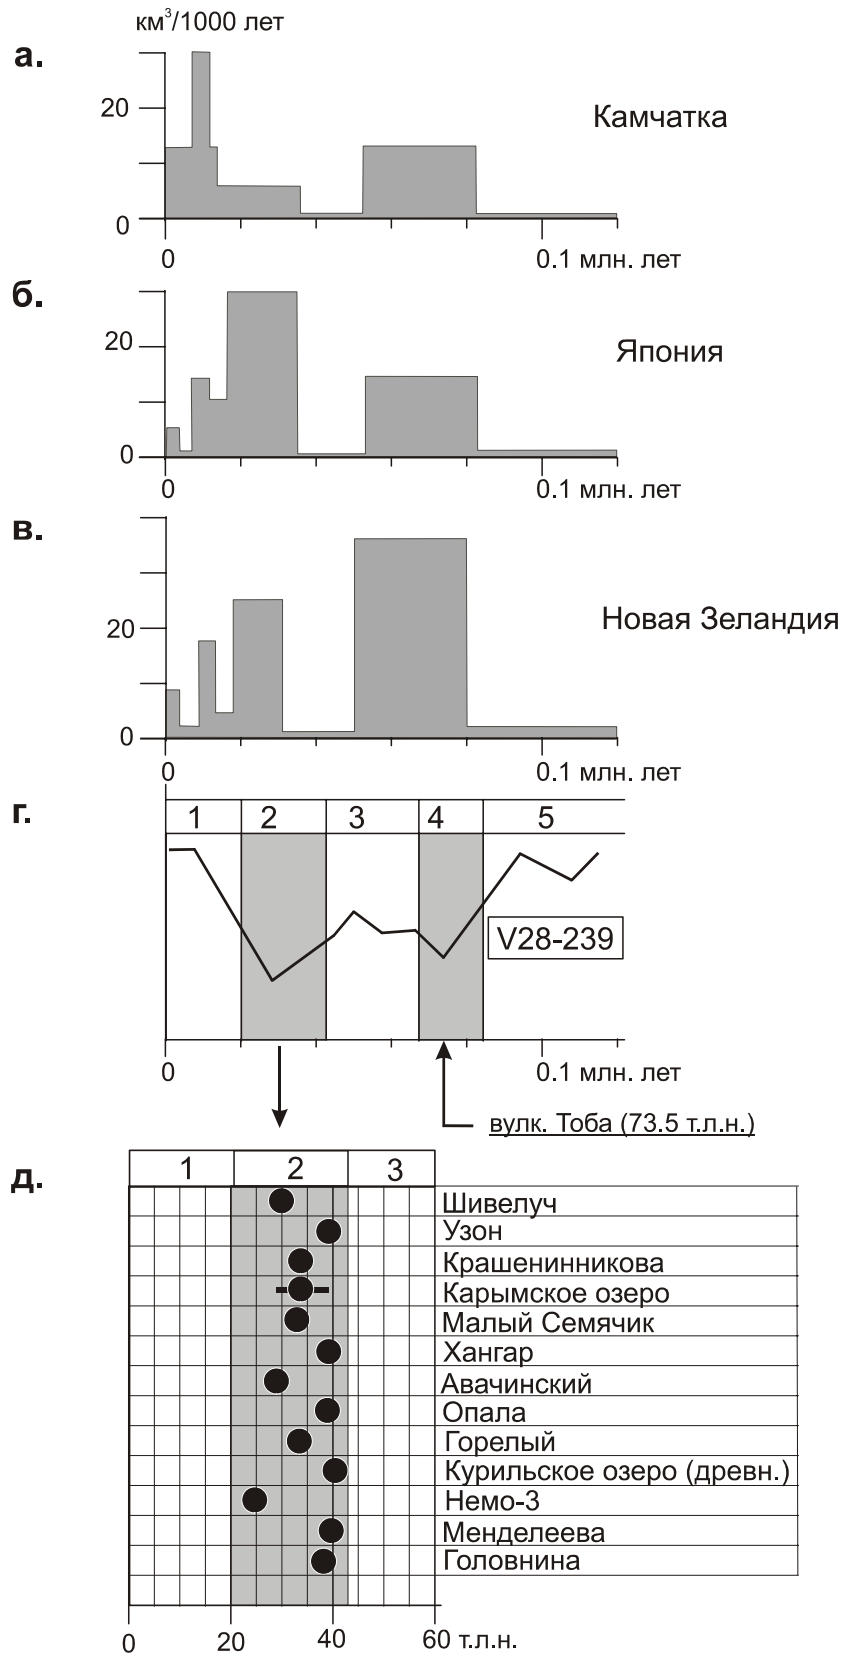 км³/1000 лет
а.
20
Камчатка
0
0
0.1 млн. лет
б.
20
Япония
0
0
0.1 млн. лет
в.
20
Новая Зеландия
0
0
0.1 млн. лет
г.
1 2 3 4 5
V28-239
0
0.1 млн. лет
вулк. Тоба (73.5 т.л.н.)
д.
1 2 3
Шивелуч
Узон
Крашенинникова
Карымское озеро
Малый Семячик
Хангар
Авачинский
Опала
Горелый
Курильское озеро (древн.)
Немо-3
Менделеева
Головнина
0 20 40 60 т.л.н.